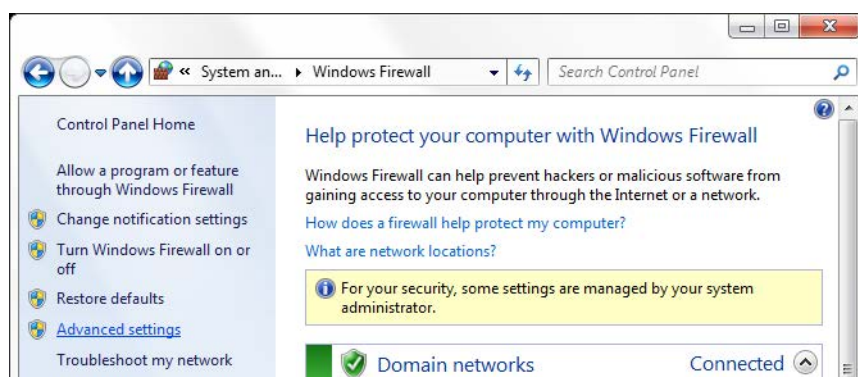 « System an... ▸ Windows Firewall
Search Control Panel
Control Panel Home
Allow a program or feature
through Windows Firewall
Change notification settings
Turn Windows Firewall on or
off
Restore defaults
Advanced settings
Troubleshoot my network
Help protect your computer with Windows Firewall
Windows Firewall can help prevent hackers or malicious software from
gaining access to your computer through the Internet or a network.
How does a firewall help protect my computer?
What are network locations?
For your security, some settings are managed by your system
administrator.
Domain networks
Connected